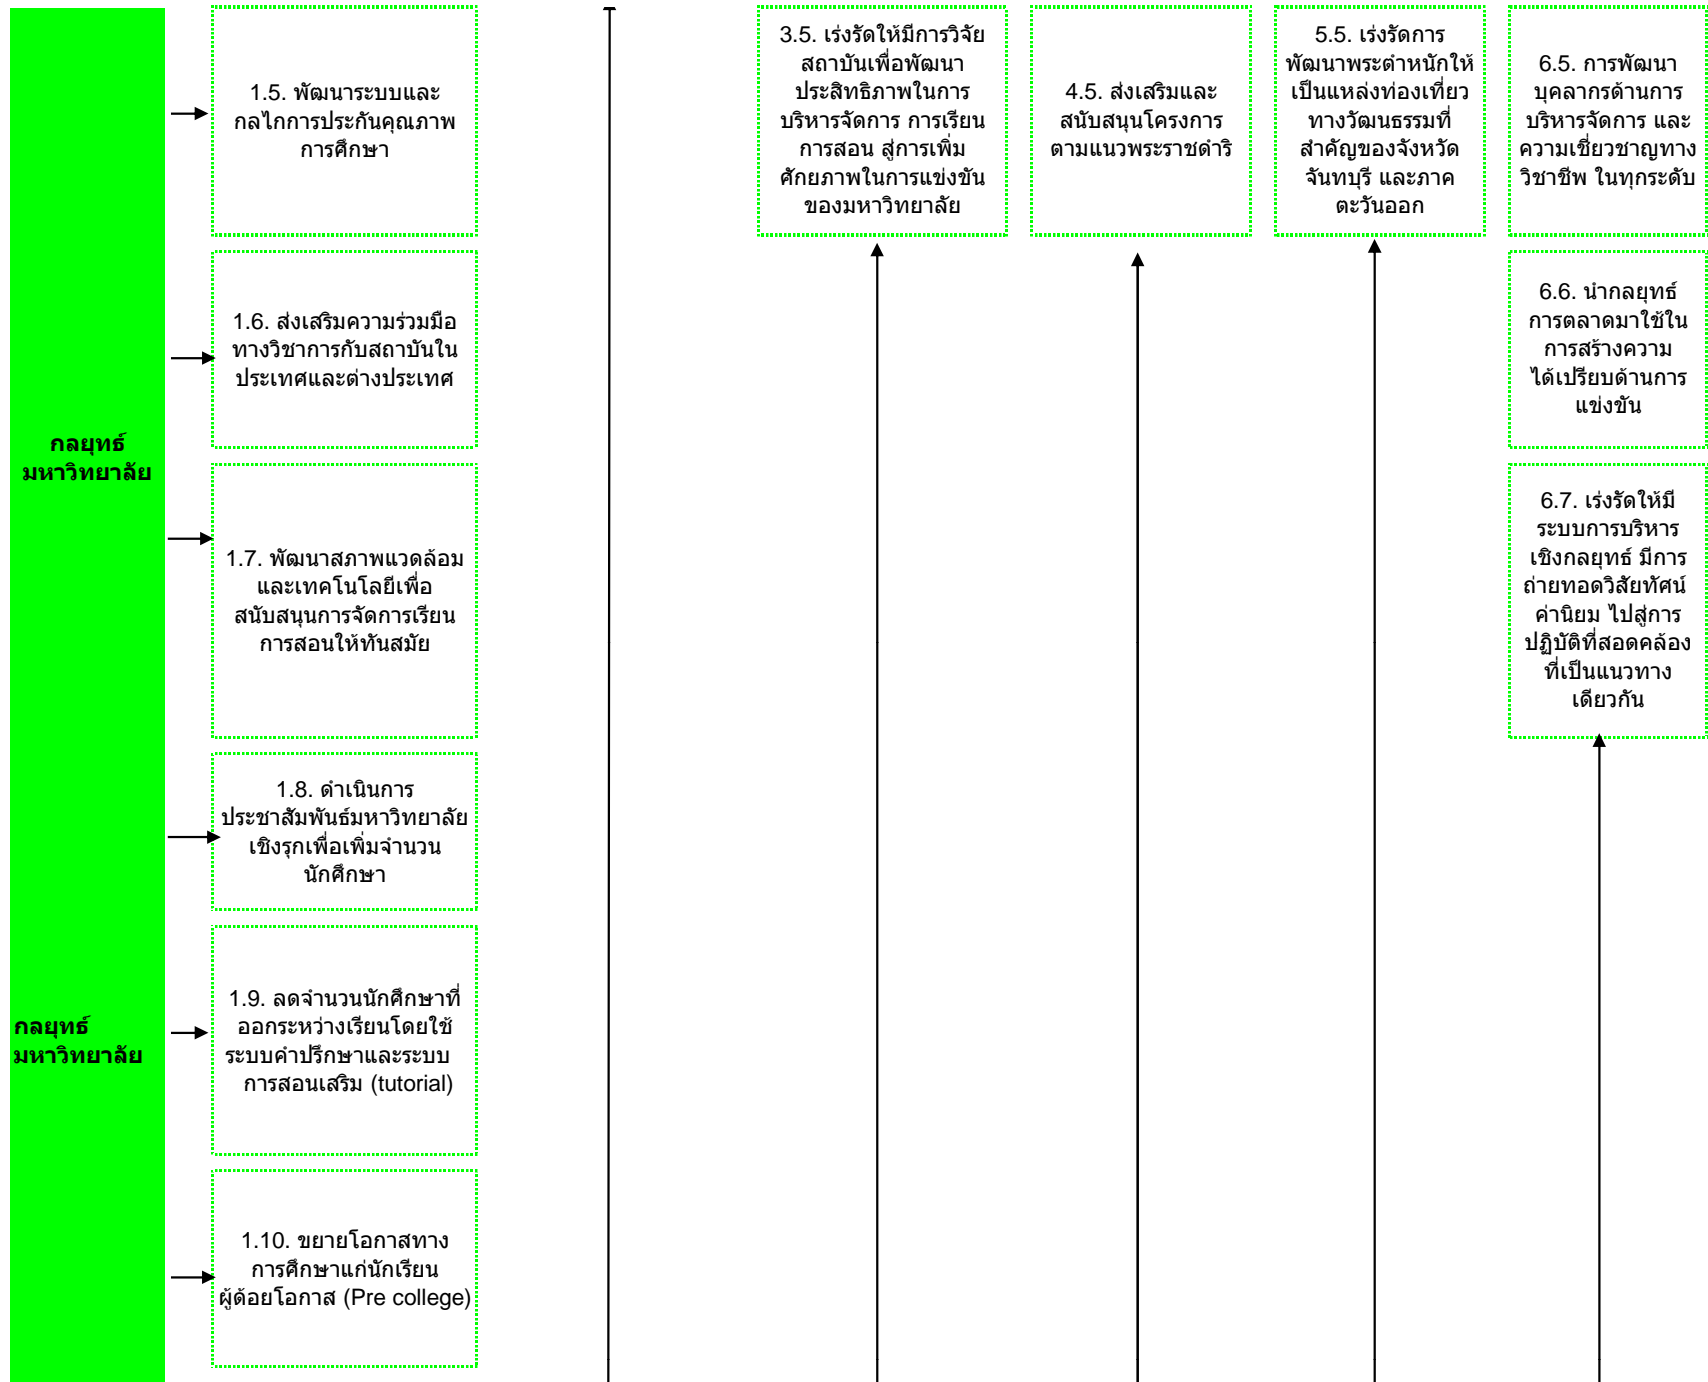 กลยุทธ์
มหาวิทยาลัย
กลยุทธ์
มหาวิทยาลัย
1.5. พัฒนาระบบและ
กลไกการประกันคุณภาพ
การศึกษา
1.6. ส่งเสริมความร่วมมือ
ทางวิชาการกับสถาบันใน
ประเทศและต่างประเทศ
1.7. พัฒนาสภาพแวดล้อม
และเทคโนโลยีเพื่อ
สนับสนุนการจัดการเรียน
การสอนให้ทันสมัย
1.8. ดำเนินการ
ประชาสัมพันธ์มหาวิทยาลัย
เชิงรุกเพื่อเพิ่มจำนวน
นักศึกษา
1.9. ลดจำนวนนักศึกษาที่
ออกระหว่างเรียนโดยใช้
ระบบคำปรึกษาและระบบ
การสอนเสริม (tutorial)
1.10. ขยายโอกาสทาง
การศึกษาแก่นักเรียน
ผู้ด้อยโอกาส (Pre college)
3.5. เร่งรัดให้มีการวิจัย
สถาบันเพื่อพัฒนา
ประสิทธิภาพในการ
บริหารจัดการ การเรียน
การสอน สู่การเพิ่ม
ศักยภาพในการแข่งขัน
ของมหาวิทยาลัย
4.5. ส่งเสริมและ
สนับสนุนโครงการ
ตามแนวพระราชดำริ
5.5. เร่งรัดการ
พัฒนาพระตำหนักให้
เป็นแหล่งท่องเที่ยว
ทางวัฒนธรรมที่
สำคัญของจังหวัด
จันทบุรี และภาค
ตะวันออก
6.5. การพัฒนา
บุคลากรด้านการ
บริหารจัดการ และ
ความเชี่ยวชาญทาง
วิชาชีพ ในทุกระดับ
6.6. นำกลยุทธ์
การตลาดมาใช้ใน
การสร้างความ
ได้เปรียบด้านการ
แข่งขัน
6.7. เร่งรัดให้มี
ระบบการบริหาร
เชิงกลยุทธ์ มีการ
ถ่ายทอดวิสัยทัศน์
ค่านิยม ไปสู่การ
ปฏิบัติที่สอดคล้อง
ที่เป็นแนวทาง
เดียวกัน